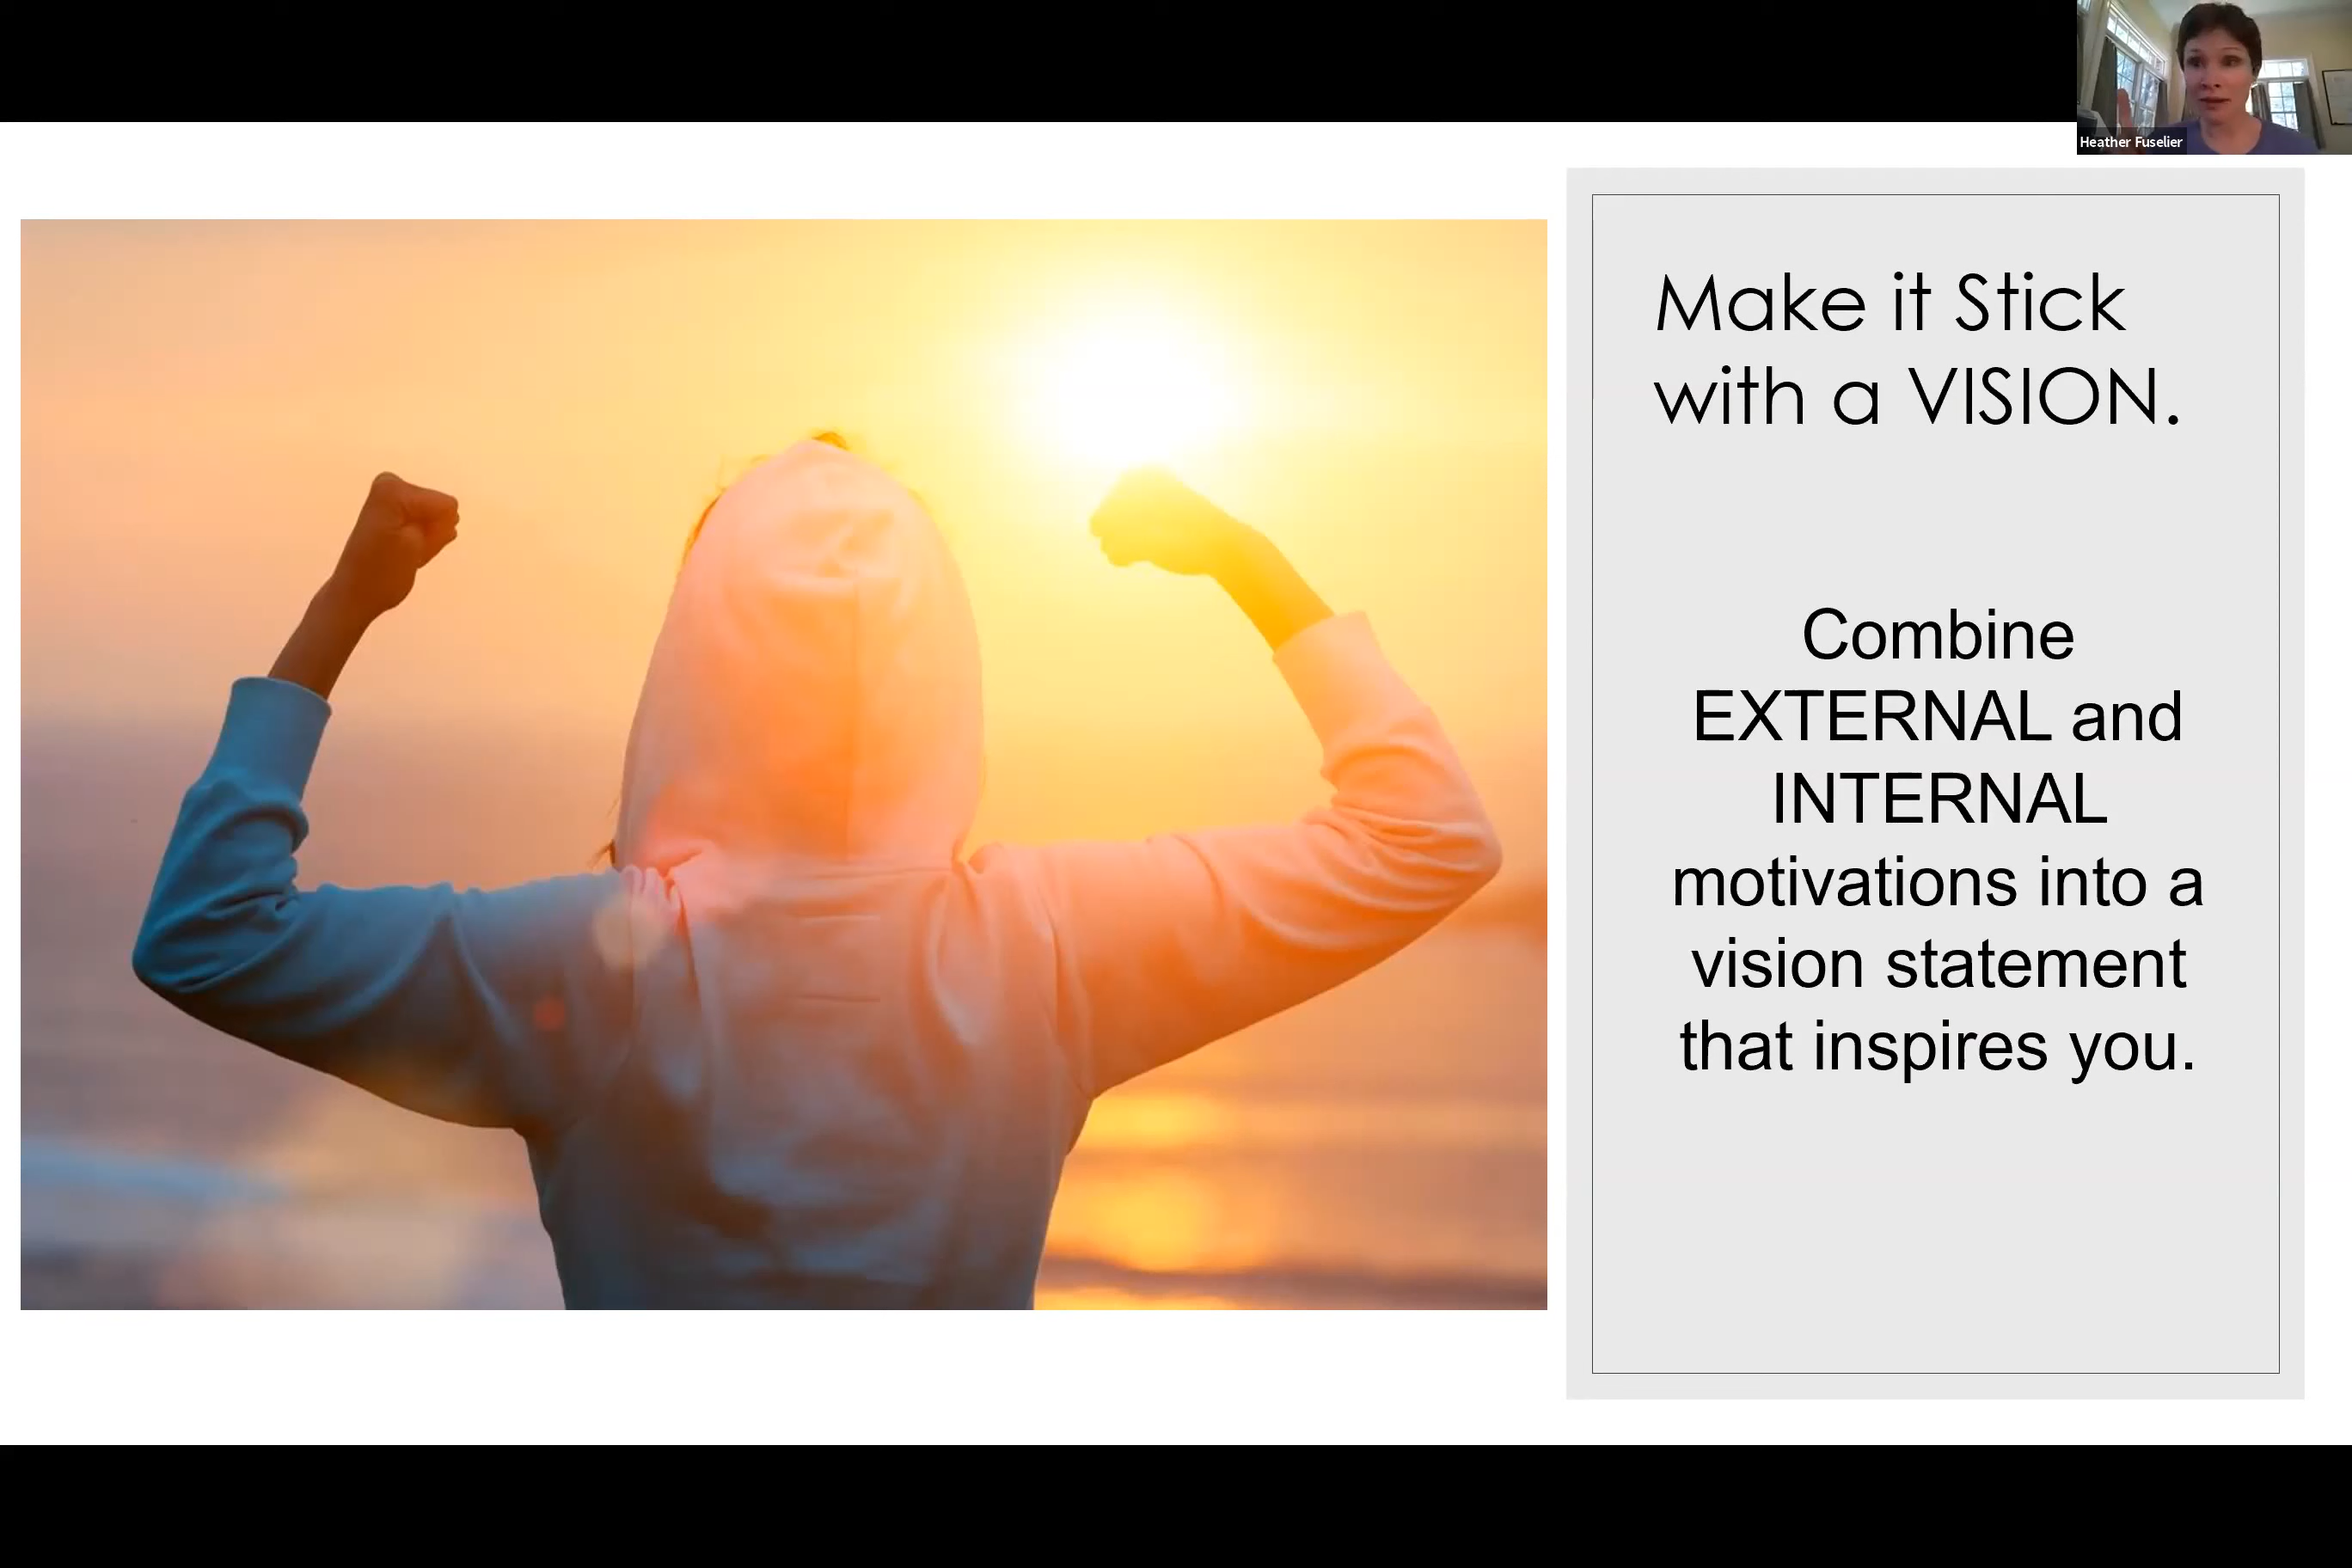 Heather Fuselier
Make it Stick
with a VISION.
Combine
EXTERNAL and
INTERNAL
motivations into a
vision statement
that inspires you.